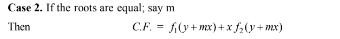 Case 2. If the roots are equal; say m
Then C.F. = f₁(y + mx) + x f₂(y + mx)